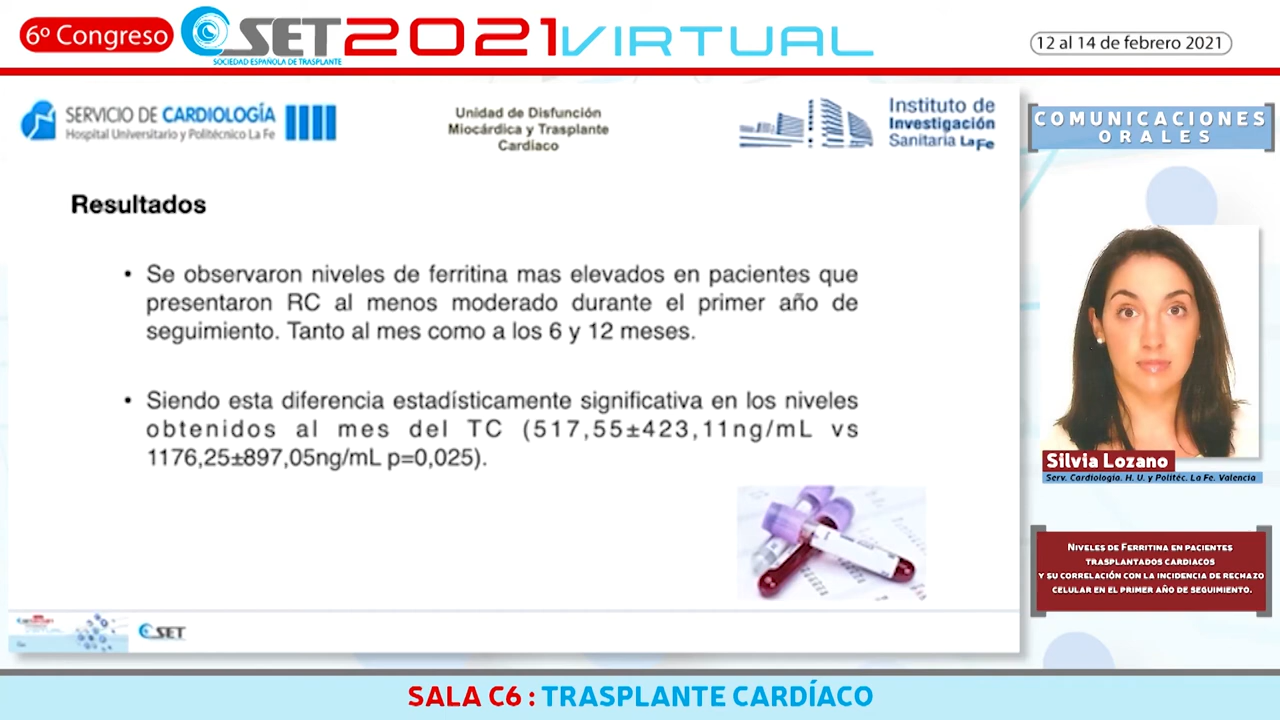 6º Congreso
SET 2021 VIRTUAL
SOCIEDAD ESPAÑOLA DE TRASPLANTE
12 al 14 de febrero 2021
SERVICIO DE CARDIOLOGÍA
Hospital Universitario y Politécnico La Fe
Unidad de Disfunción
Miocárdica y Trasplante
Cardíaco
Instituto de
Investigación
Sanitaria La Fe
COMUNICACIONES
ORALES
Resultados
• Se observaron niveles de ferritina mas elevados en pacientes que
presentaron RC al menos moderado durante el primer año de
seguimiento. Tanto al mes como a los 6 y 12 meses.
• Siendo esta diferencia estadísticamente significativa en los niveles
obtenidos al mes del TC (517,55±423,11ng/mL vs
1176,25±897,05ng/mL p=0,025).
Silvia Lozano
Serv. Cardiología. H. U. y Politéc. La Fe. Valencia
NIVELES DE FERRITINA EN PACIENTES
TRASPLANTADOS CARDIACOS
Y SU CORRELACIÓN CON LA INCIDENCIA DE RECHAZO
CELULAR EN EL PRIMER AÑO DE SEGUIMIENTO.
SET
SALA C6 : TRASPLANTE CARDÍACO